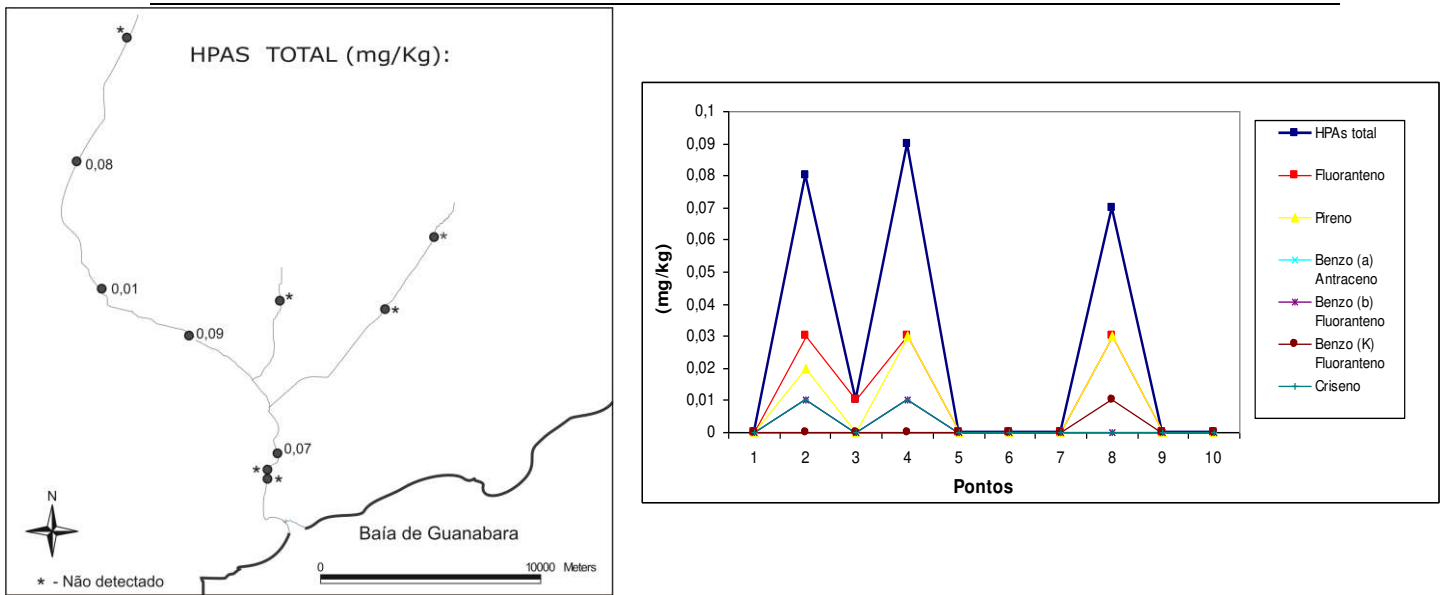 HPAS TOTAL (mg/Kg):
*
0,08
*
0,01
*
*
0,09
0,07
*
*
N
Baía de Guanabara
* - Não detectado
0 10000 Meters
0,1
0,09
0,08
0,07
0,06
0,05
0,04
0,03
0,02
0,01
0
(mg/kg)
1 2 3 4 5 6 7 8 9 10
Pontos
HPAs total
Fluoranteno
Pireno
Benzo (a)
Antraceno
Benzo (b)
Fluoranteno
Benzo (K)
Fluoranteno
Criseno